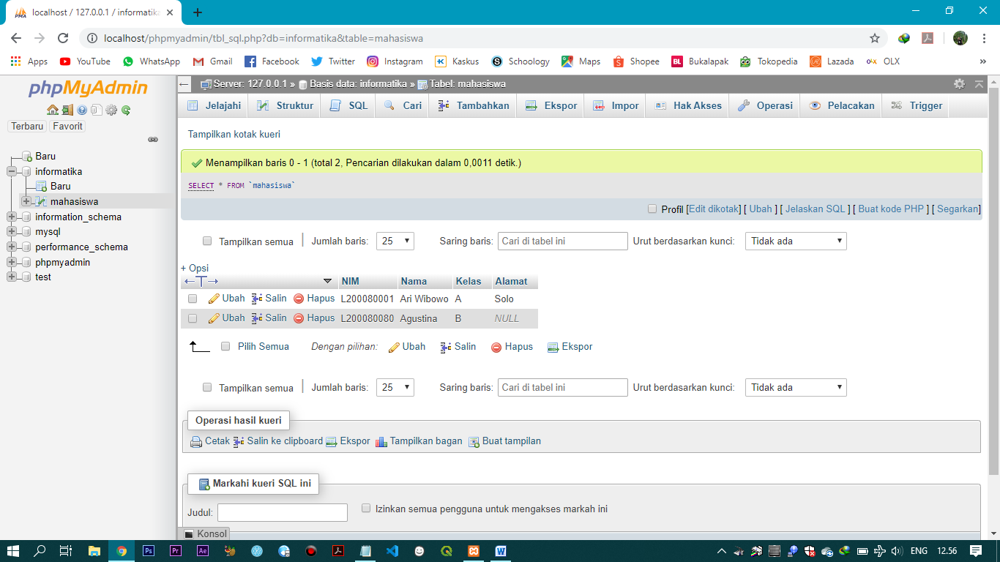 localhost / 127.0.0.1 / informatika
localhost/phpmyadmin/tbl_sql.php?db=informatika&table=mahasiswa
Apps YouTube WhatsApp Gmail Facebook Twitter Instagram Kaskus Schoology Maps Shopee Bukalapak Tokopedia Lazada OLX »
phpMyAdmin
Terbaru Favorit
Baru
informatika
Baru
mahasiswa
information_schema
mysql
performance_schema
phpmyadmin
test
Server: 127.0.0.1 » Basis data: informatika » Tabel: mahasiswa
Jelajahi Struktur SQL Cari Tambahkan Ekspor Impor Hak Akses Operasi Pelacakan Trigger
Tampilkan kotak kueri
Menampilkan baris 0 - 1 (total 2, Pencarian dilakukan dalam 0,0011 detik.)
SELECT * FROM `mahasiswa`
Profil [Edit dikotak] [ Ubah ] [ Jelaskan SQL ] [ Buat kode PHP ] [ Segarkan]
Tampilkan semua Jumlah baris: 25 Saring baris: Cari di tabel ini Urut berdasarkan kunci: Tidak ada
+ Opsi
NIM Nama Kelas Alamat
Ubah Salin Hapus L200080001 Ari Wibowo A Solo
Ubah Salin Hapus L200080080 Agustina B NULL
Pilih Semua Dengan pilihan: Ubah Salin Hapus Ekspor
Tampilkan semua Jumlah baris: 25 Saring baris: Cari di tabel ini Urut berdasarkan kunci: Tidak ada
Operasi hasil kueri
Cetak Salin ke clipboard Ekspor Tampilkan bagan Buat tampilan
Markahi kueri SQL ini
Judul: Izinkan semua pengguna untuk mengakses markah ini
Konsol
Ps Pr Ae ENG 12.56